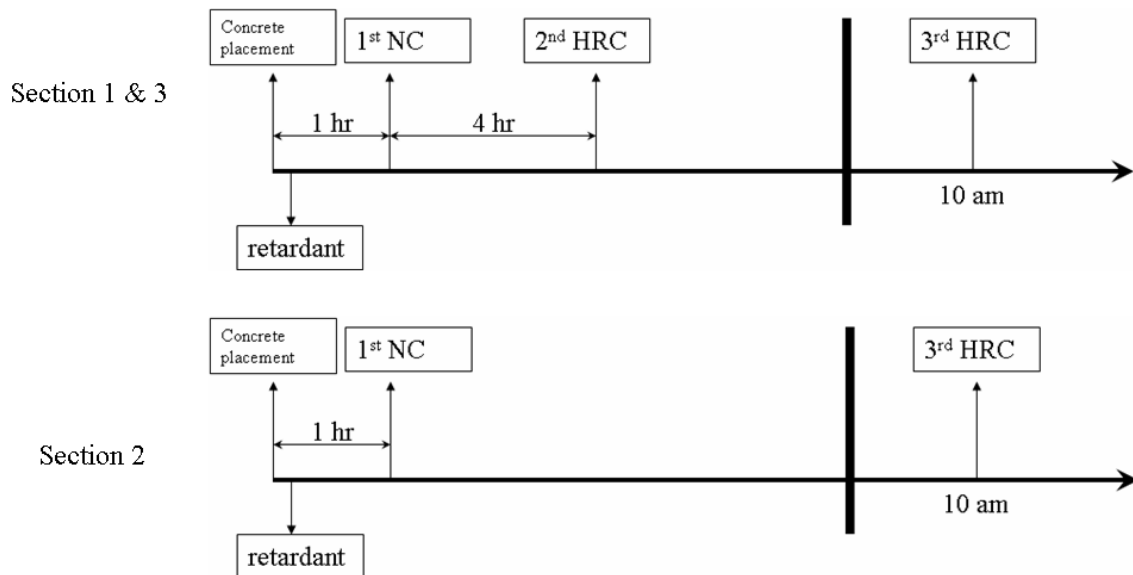 Concrete
placement
1st NC
2nd HRC
3rd HRC
Section 1 & 3
1 hr
4 hr
10 am
retardant
Concrete
placement
1st NC
3rd HRC
1 hr
Section 2
10 am
retardant